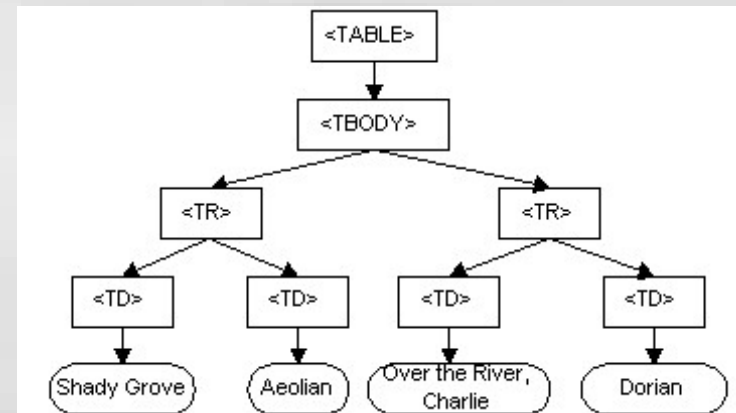 <TABLE>
<TBODY>
<TR> <TR>
<TD> <TD> <TD> <TD>
Shady Grove Aeolian Over the River, Charlie Dorian